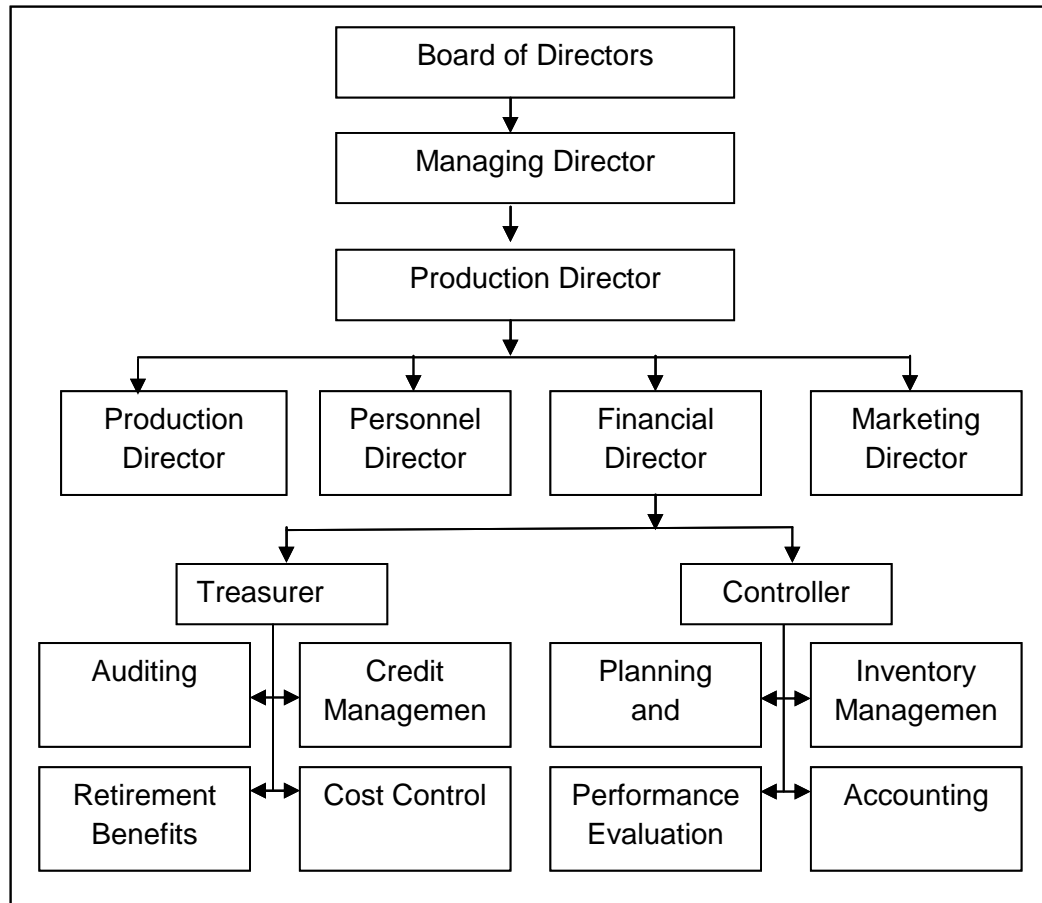 Board of Directors
Managing Director
Production Director
Production
Director
Personnel
Director
Financial
Director
Marketing
Director
Treasurer
Controller
Auditing
Credit
Managemen
Planning
and
Inventory
Managemen
Retirement
Benefits
Cost Control
Performance
Evaluation
Accounting